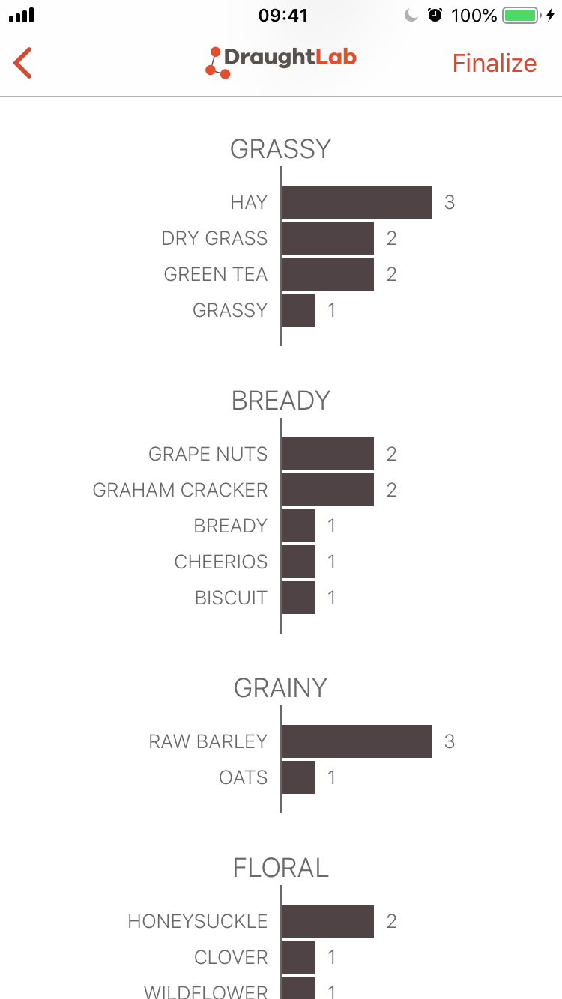 09:41 100%
DraughtLab Finalize
GRASSY
HAY 3
DRY GRASS 2
GREEN TEA 2
GRASSY 1
BREADY
GRAPE NUTS 2
GRAHAM CRACKER 2
BREADY 1
CHEERIOS 1
BISCUIT 1
GRAINY
RAW BARLEY 3
OATS 1
FLORAL
HONEYSUCKLE 2
CLOVER 1
WILDFLOWER 1